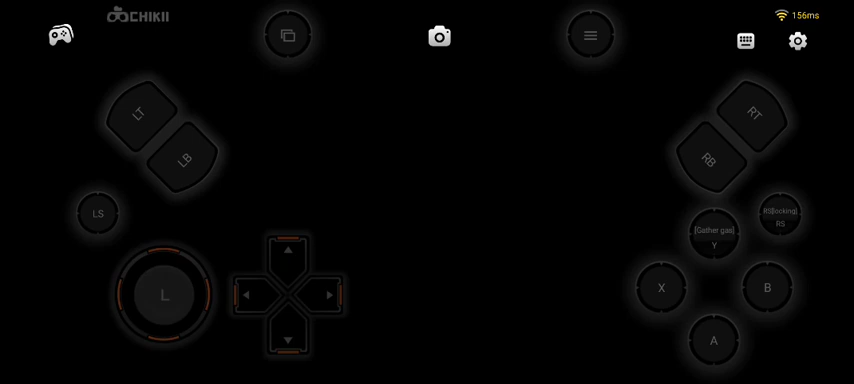 CHIKII
156ms
LT
RT
LB
RB
LS
RS[locking]
RS
[Gather gas]
Y
X
B
L
A